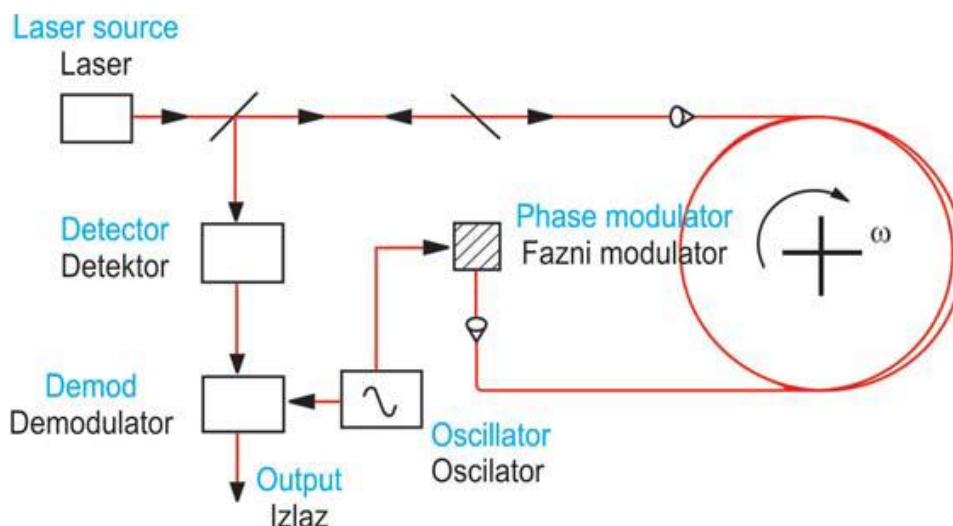 Laser source
Laser
Detector
Detektor
Phase modulator
Fazni modulator
ω
Demod
Demodulator
Oscillator
Oscilator
Output
Izlaz